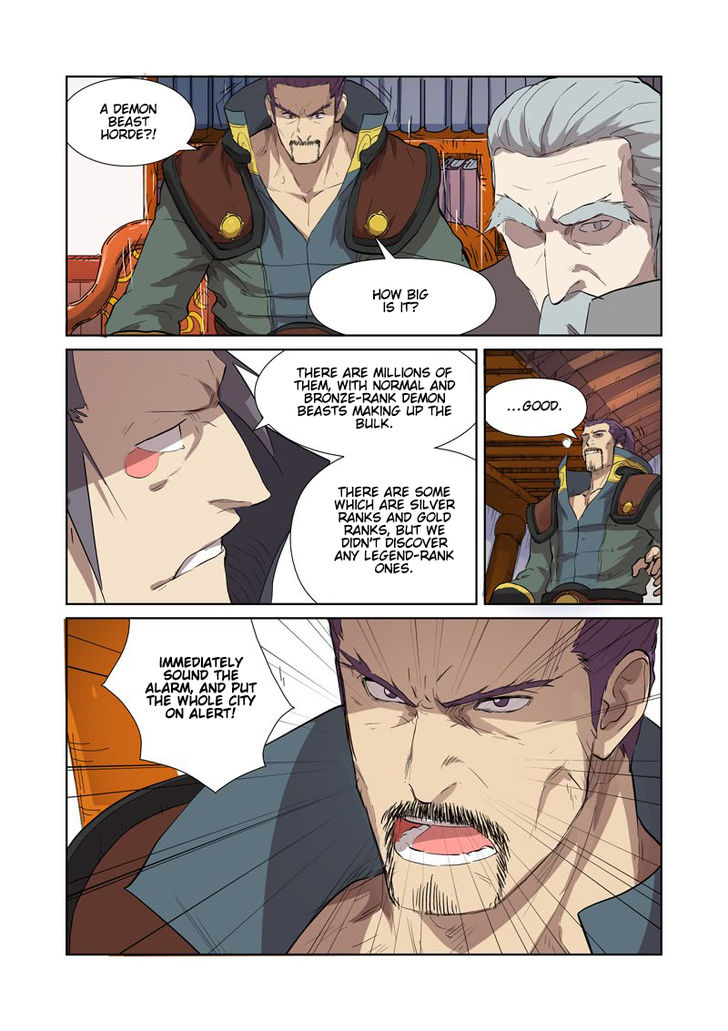 A DEMON
BEAST
HORDE?!
HOW BIG
IS IT?
THERE ARE MILLIONS OF
THEM, WITH NORMAL AND
BRONZE-RANK DEMON
BEASTS MAKING UP THE
BULK.
THERE ARE SOME
WHICH ARE SILVER
RANKS AND GOLD
RANKS, BUT WE
DIDN'T DISCOVER
ANY LEGEND-RANK
ONES.
...GOOD.
IMMEDIATELY
SOUND THE
ALARM, AND PUT
THE WHOLE CITY
ON ALERT!